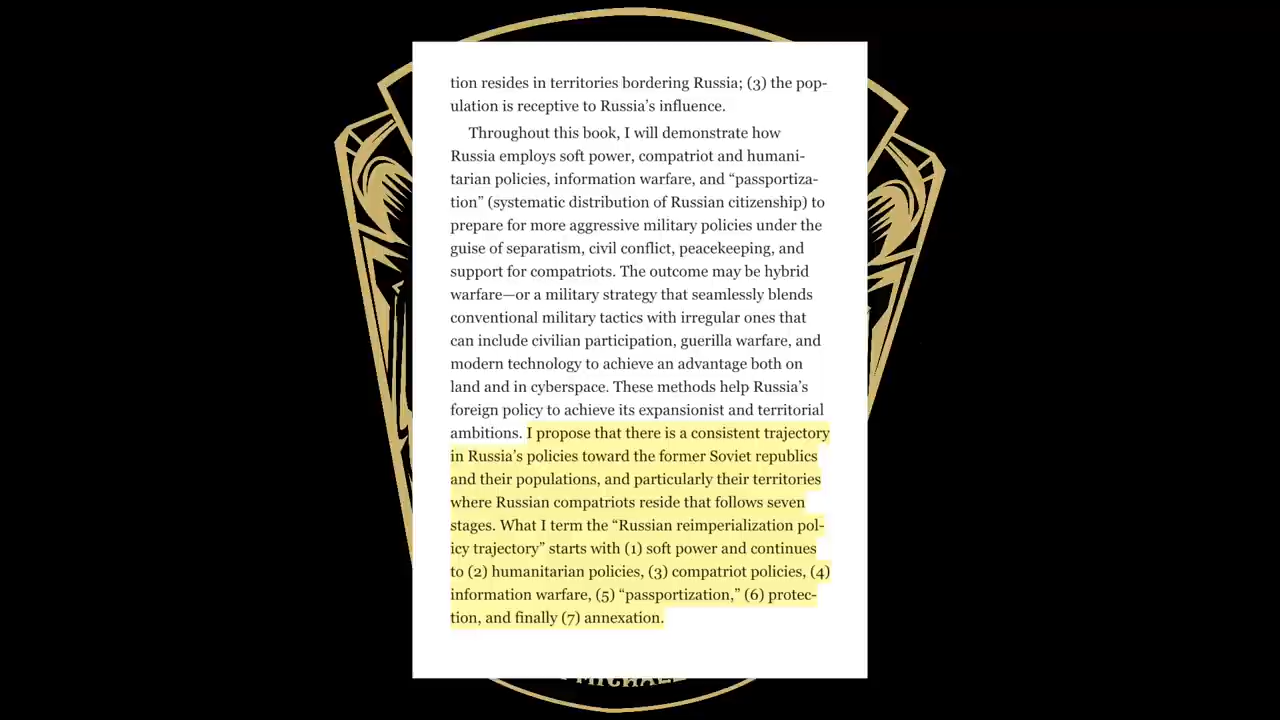 tion resides in territories bordering Russia; (3) the pop-
ulation is receptive to Russia’s influence.
Throughout this book, I will demonstrate how
Russia employs soft power, compatriot and humani-
tarian policies, information warfare, and “passportiza-
tion” (systematic distribution of Russian citizenship) to
prepare for more aggressive military policies under the
guise of separatism, civil conflict, peacekeeping, and
support for compatriots. The outcome may be hybrid
warfare—or a military strategy that seamlessly blends
conventional military tactics with irregular ones that
can include civilian participation, guerilla warfare, and
modern technology to achieve an advantage both on
land and in cyberspace. These methods help Russia’s
foreign policy to achieve its expansionist and territorial
ambitions. I propose that there is a consistent trajectory
in Russia’s policies toward the former Soviet republics
and their populations, and particularly their territories
where Russian compatriots reside that follows seven
stages. What I term the “Russian reimperialization pol-
icy trajectory” starts with (1) soft power and continues
to (2) humanitarian policies, (3) compatriot policies, (4)
information warfare, (5) “passportization,” (6) protec-
tion, and finally (7) annexation.
MICHAEL